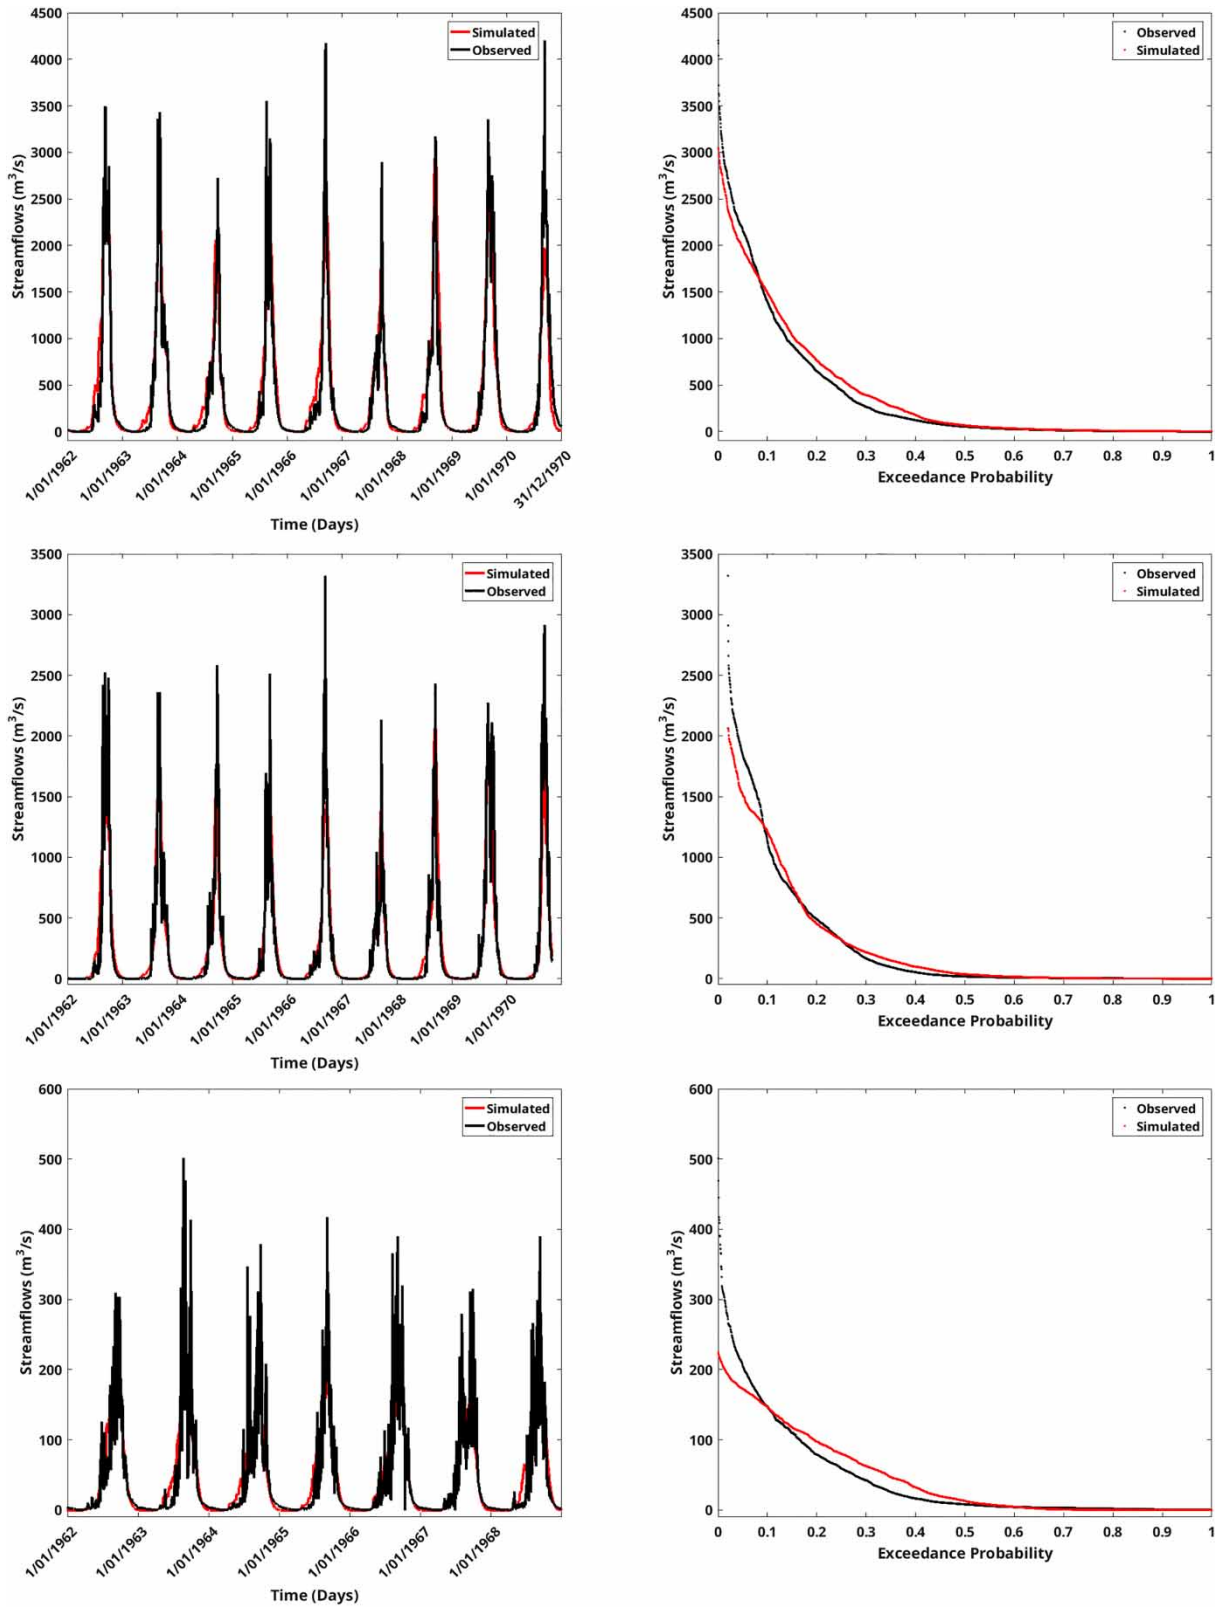 4500
4000
3500
3000
2500
2000
1500
1000
500
0
Streamflows (m³/s)
Simulated
Observed
1/01/1962
1/01/1963
1/01/1964
1/01/1965
1/01/1966
1/01/1967
1/01/1968
1/01/1969
1/01/1970
31/12/1970
Time (Days)
4500
4000
3500
3000
2500
2000
1500
1000
500
0
Streamflows (m³/s)
Observed
Simulated
0 0.1 0.2 0.3 0.4 0.5 0.6 0.7 0.8 0.9 1
Exceedance Probability
3500
3000
2500
2000
1500
1000
500
0
Streamflows (m³/s)
Simulated
Observed
1/01/1962
1/01/1963
1/01/1964
1/01/1965
1/01/1966
1/01/1967
1/01/1968
1/01/1969
1/01/1970
Time (Days)
3500
3000
2500
2000
1500
1000
500
0
Streamflows (m³/s)
Observed
Simulated
0 0.1 0.2 0.3 0.4 0.5 0.6 0.7 0.8 0.9 1
Exceedance Probability
600
500
400
300
200
100
0
Streamflows (m³/s)
Simulated
Observed
1/01/1962
1/01/1963
1/01/1964
1/01/1965
1/01/1966
1/01/1967
1/01/1968
Time (Days)
600
500
400
300
200
100
0
Streamflows (m³/s)
Observed
Simulated
0 0.1 0.2 0.3 0.4 0.5 0.6 0.7 0.8 0.9 1
Exceedance Probability